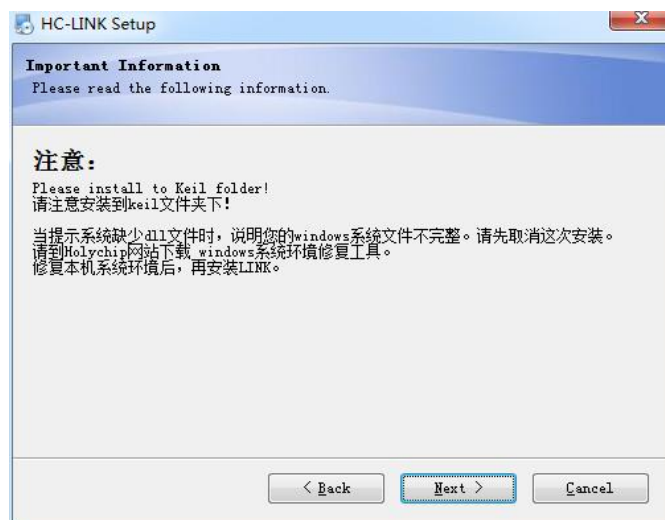 HC-LINK Setup
Important Information
Please read the following information.
注意：
Please install to Keil folder!
请注意安装到keil文件夹下!
当提示系统缺少dll文件时，说明您的windows系统文件不完整。请先取消这次安装。
请到Holychip网站下载 windows系统环境修复工具。
修复本机系统环境后，再安装LINK。
< Back
Next >
Cancel